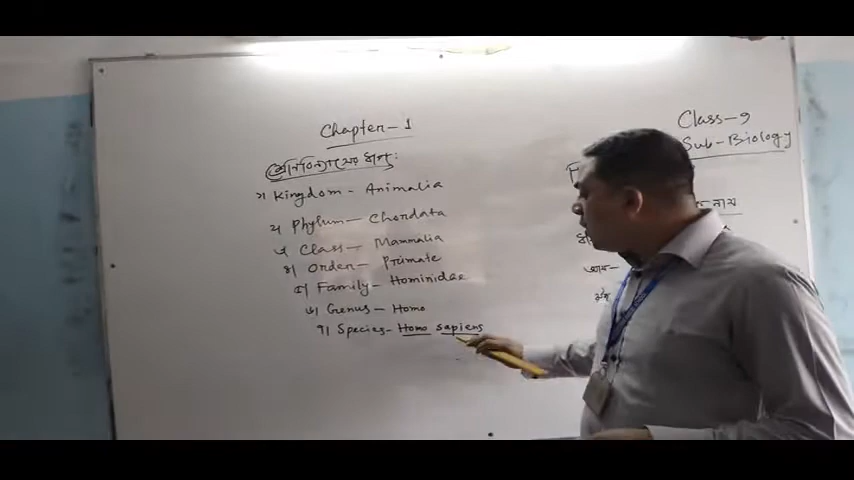 Chapter-1
শ্রেণিবিন্যাসের ধাপ:
১। Kingdom - Animalia
২। Phylum - Chordata
৩। Class - Mammalia
৪। Order - Primate
৫। Family - Hominidae
৬। Genus - Homo
৭। Species - Homo sapiens
Class-9
Sub-Biology